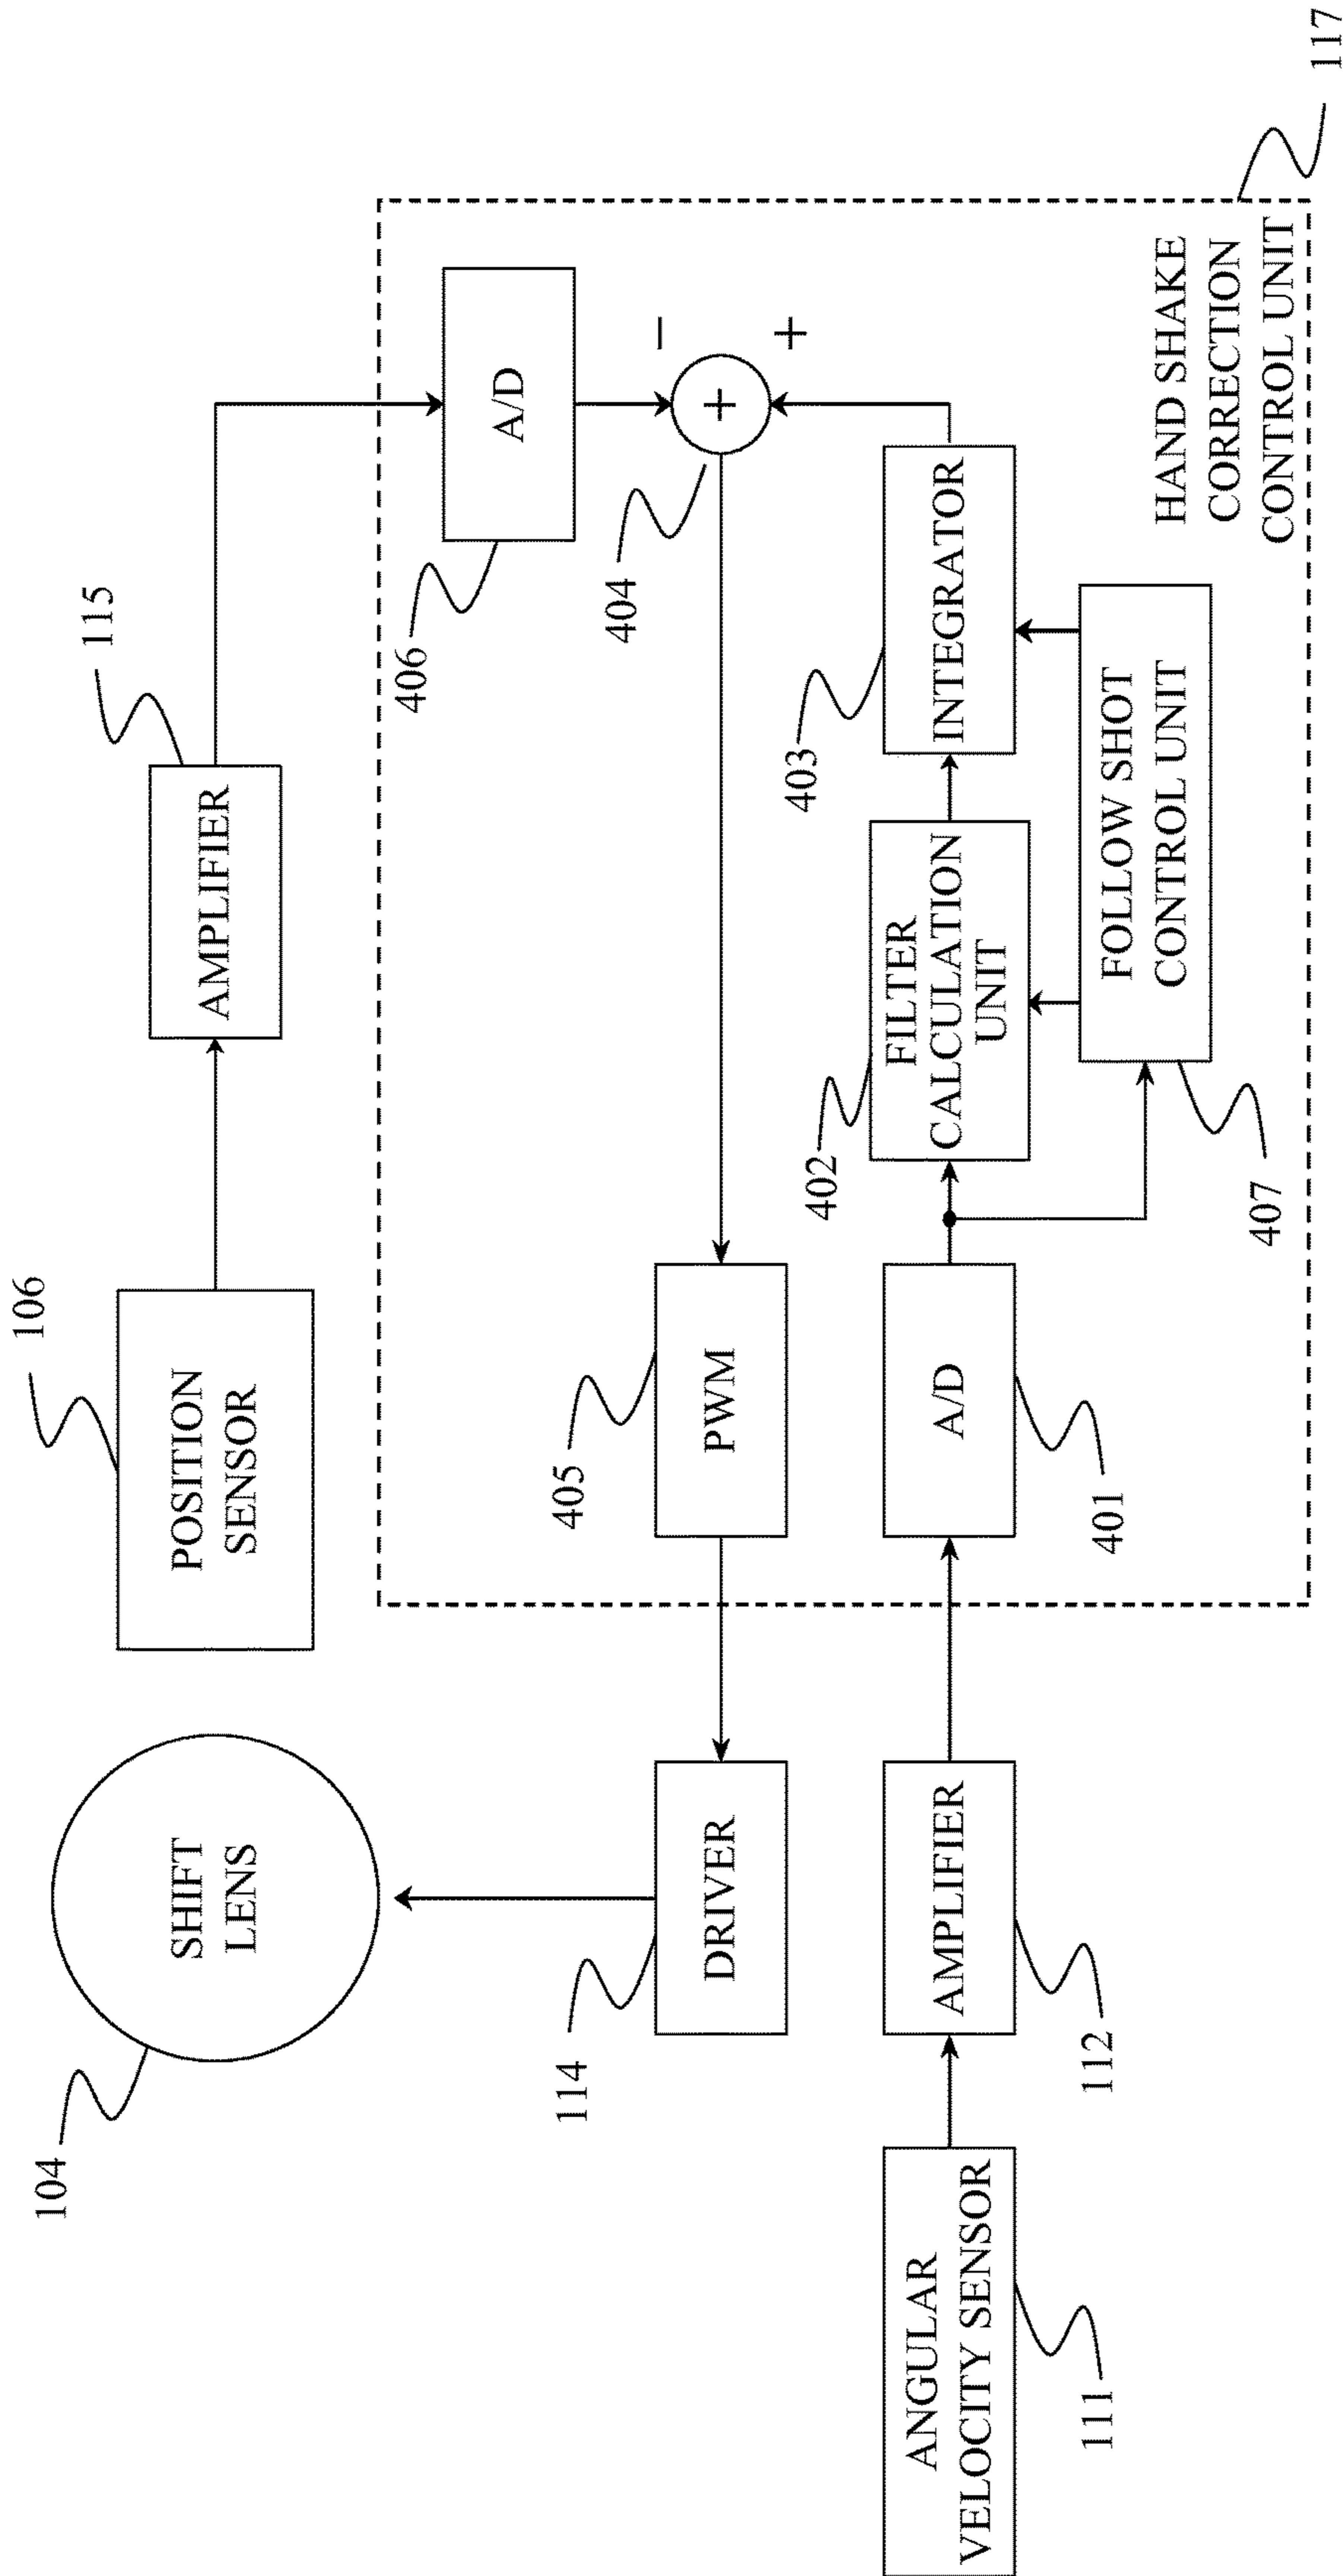 104
SHIFT
LENS
POSITION
SENSOR
106
AMPLIFIER
115
114
DRIVER
405
PWM
404
+
−
+
406
A/D
ANGULAR
VELOCITY SENSOR
111
AMPLIFIER
112
A/D
401
402
FILTER
CALCULATION
UNIT
403
INTEGRATOR
FOLLOW SHOT
CONTROL UNIT
407
HAND SHAKE
CORRECTION
CONTROL UNIT
117